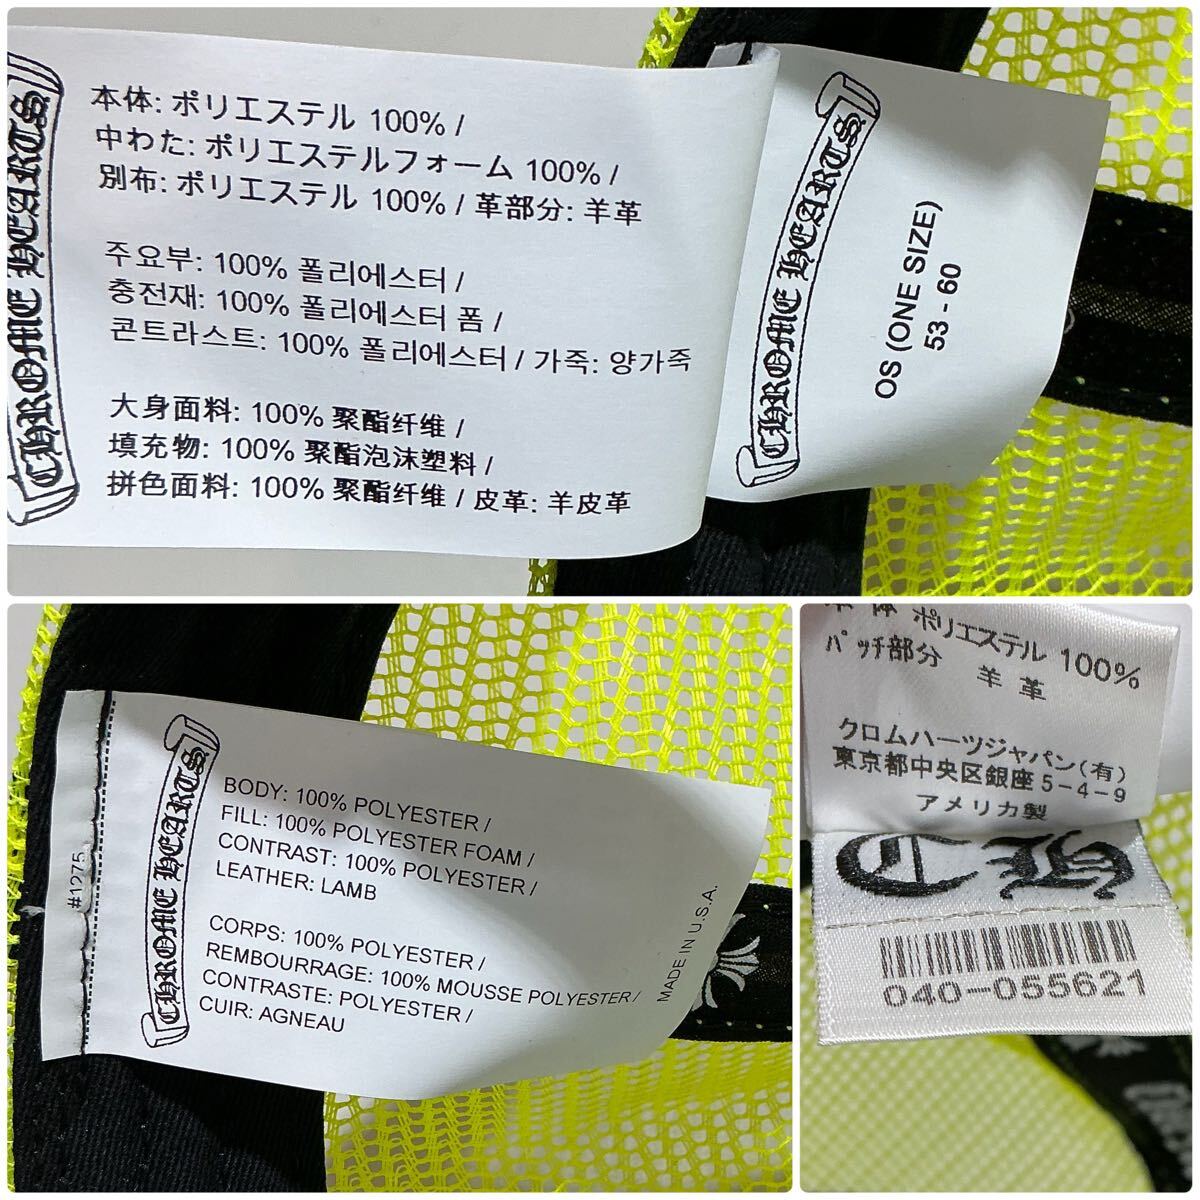 CHROME HEARTS
本体: ポリエステル 100% /
中わた: ポリエステルフォーム 100% /
別布: ポリエステル 100% / 革部分: 羊革
주요부: 100% 폴리에스터 /
충전재: 100% 폴리에스터 폼 /
콘트라스트: 100% 폴리에스터 / 가죽: 양가죽
大身面料: 100% 聚酯纤维 /
填充物: 100% 聚酯泡沫塑料 /
拼色面料: 100% 聚酯纤维 / 皮革: 羊皮革
CHROME HEARTS
OS (ONE SIZE)
53 - 60
#1275
CHROME HEARTS
BODY: 100% POLYESTER /
FILL: 100% POLYESTER FOAM /
CONTRAST: 100% POLYESTER /
LEATHER: LAMB
CORPS: 100% POLYESTER /
REMBOURRAGE: 100% MOUSSE POLYESTER /
CONTRASTE: POLYESTER /
CUIR: AGNEAU
MADE IN U.S.A.
本体 ポリエステル 100%
パッチ部分 羊革
クロムハーツジャパン(有)
東京都中央区銀座5-4-9
アメリカ製
CH
040-055621